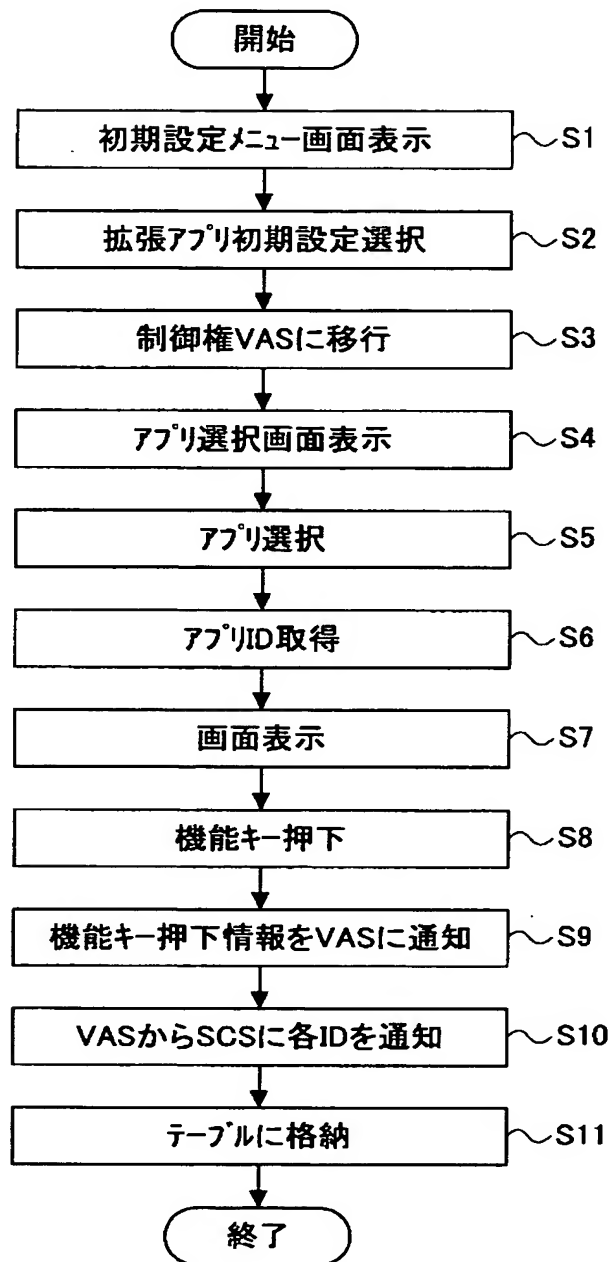 開始
初期設定メニュー画面表示 S1
拡張アプリ初期設定選択 S2
制御権VASに移行 S3
アプリ選択画面表示 S4
アプリ選択 S5
アプリID取得 S6
画面表示 S7
機能キー押下 S8
機能キー押下情報をVASに通知 S9
VASからSCSに各IDを通知 S10
テーブルに格納 S11
終了